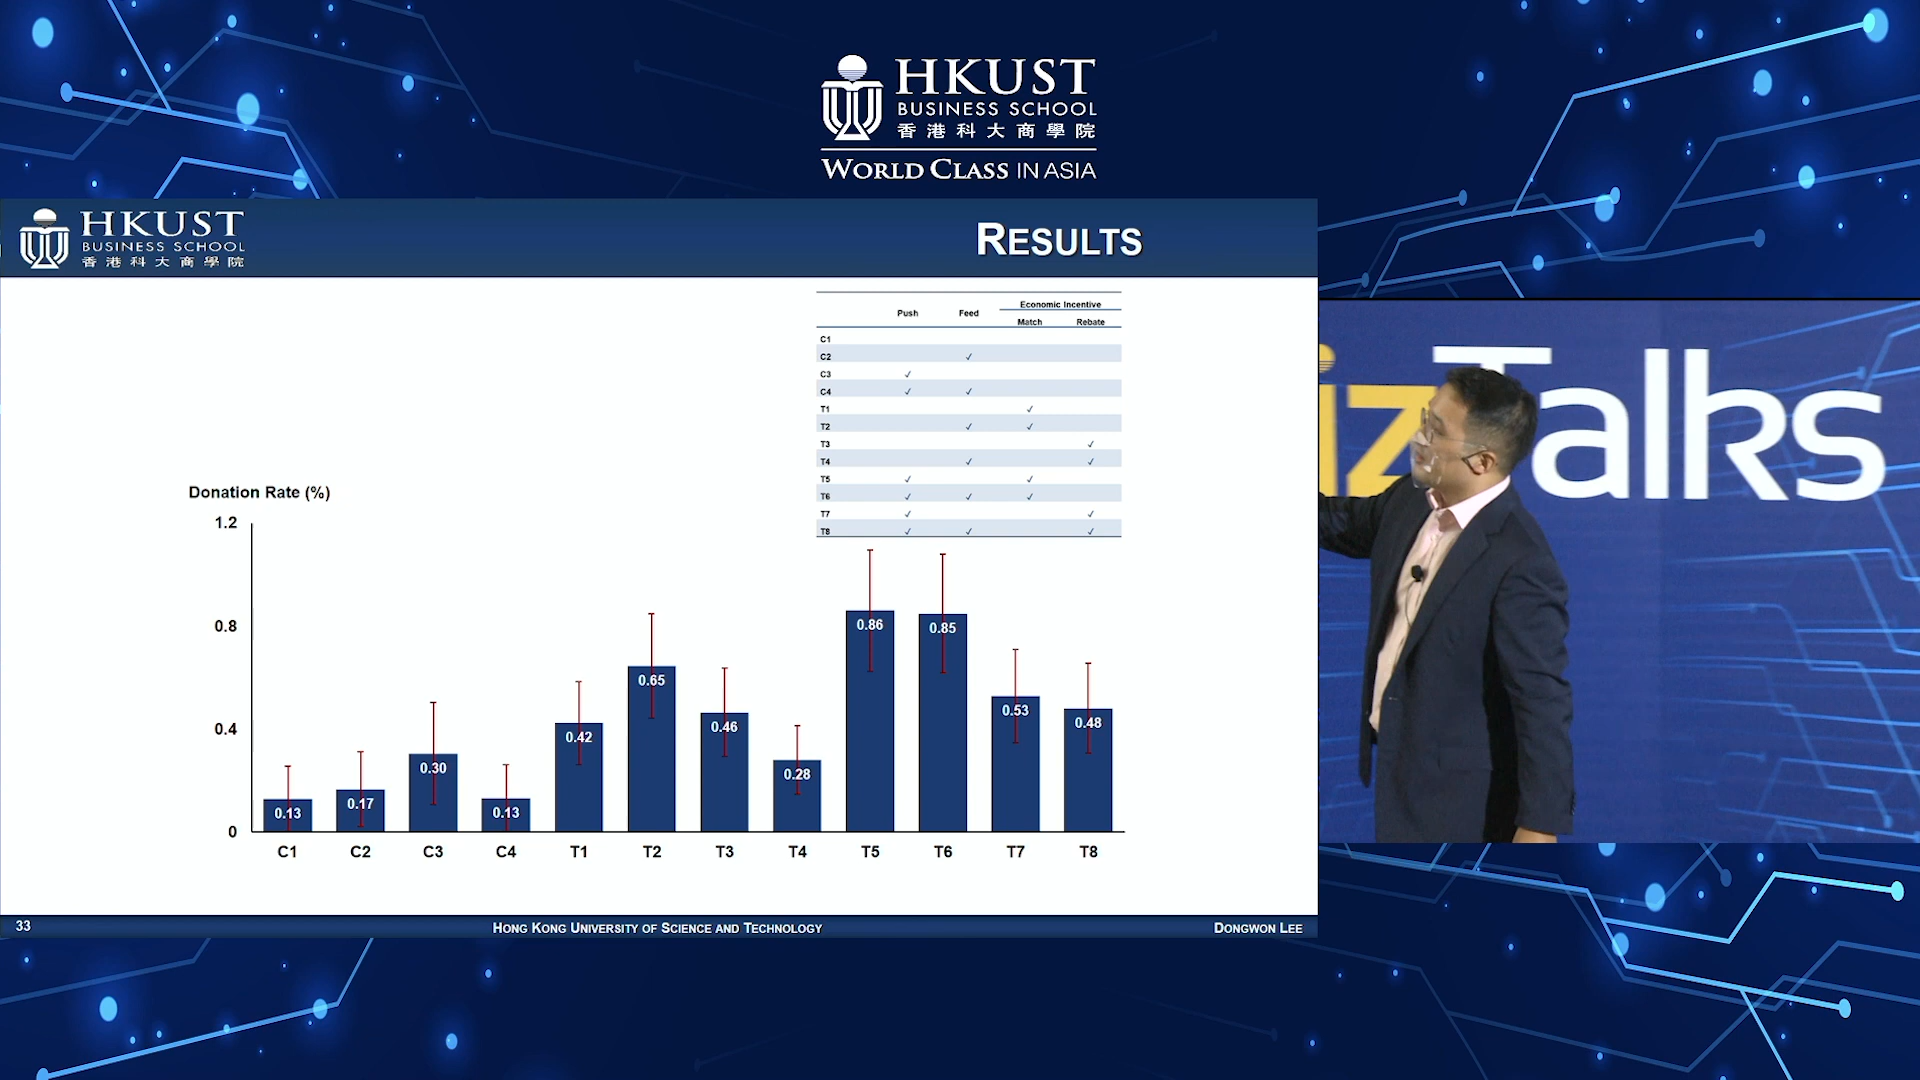 HKUST
BUSINESS SCHOOL
香港科大商學院
WORLD CLASS IN ASIA
HKUST
BUSINESS SCHOOL
香港科大商學院
RESULTS
Push Feed Economic Incentive
Match Rebate
C1
C2 ✓
C3 ✓
C4 ✓ ✓
T1 ✓
T2 ✓ ✓
T3 ✓
T4 ✓ ✓
T5 ✓ ✓
T6 ✓ ✓ ✓
T7 ✓ ✓
T8 ✓ ✓ ✓
Donation Rate (%)
1.2
0.8
0.4
0
0.13
0.17
0.30
0.13
0.42
0.65
0.46
0.28
0.86
0.85
0.53
0.48
C1 C2 C3 C4 T1 T2 T3 T4 T5 T6 T7 T8
33 HONG KONG UNIVERSITY OF SCIENCE AND TECHNOLOGY DONGWON LEE
izTalks